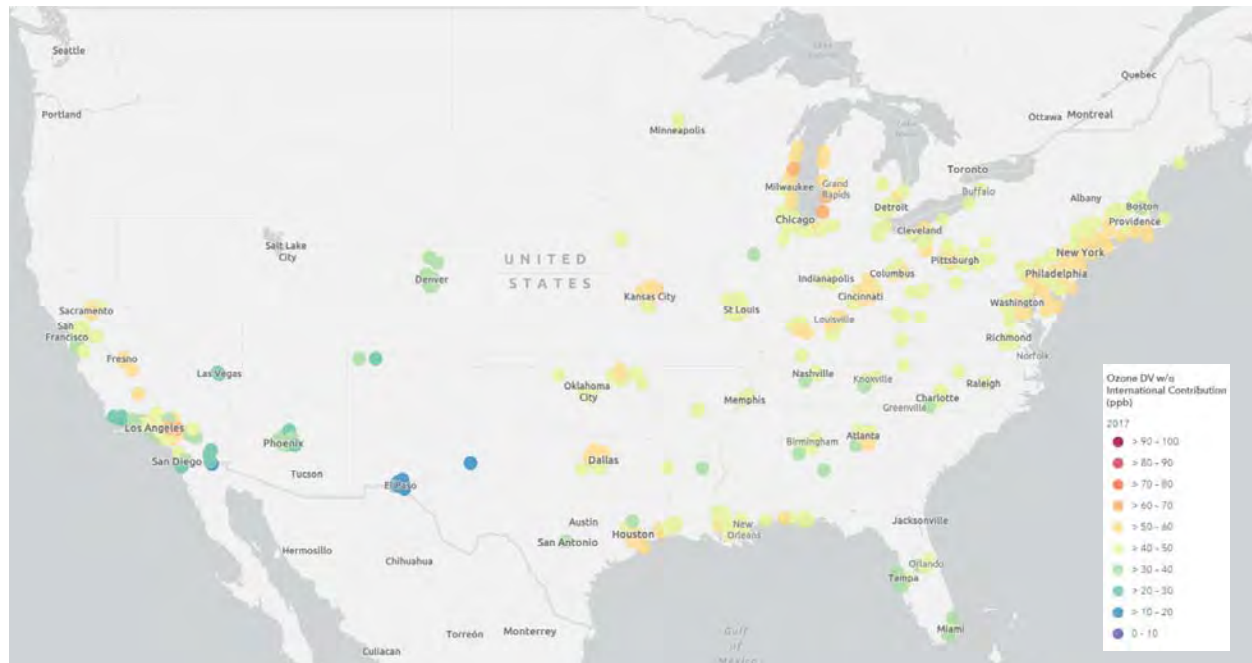 Seattle
Portland
Quebec
Ottawa
Montreal
Minneapolis
Toronto
Milwaukee
Grand
Rapids
Buffalo
Albany
Boston
Detroit
Providence
Chicago
Cleveland
New York
Salt Lake
City
UNITED
STATES
Denver
Pittsburgh
Philadelphia
Indianapolis
Columbus
Kansas City
Cincinnati
Washington
Sacramento
St Louis
San
Francisco
Louisville
Richmond
Norfolk
Fresno
Las Vegas
Nashville
Knoxville
Raleigh
Oklahoma
City
Memphis
Charlotte
Greenville
Los Angeles
Phoenix
Birmingham
Atlanta
San Diego
Tucson
Dallas
El Paso
Austin
Houston
New
Orleans
Jacksonville
San Antonio
Hermosillo
Chihuahua
Orlando
Tampa
Miami
Torreón
Monterrey
Culiacan
Gulf
of
Mexico
Ozone DV w/o
International Contribution
(ppb)
2017
> 90 - 100
> 80 - 90
> 70 - 80
> 60 - 70
> 50 - 60
> 40 - 50
> 30 - 40
> 20 - 30
> 10 - 20
0 - 10